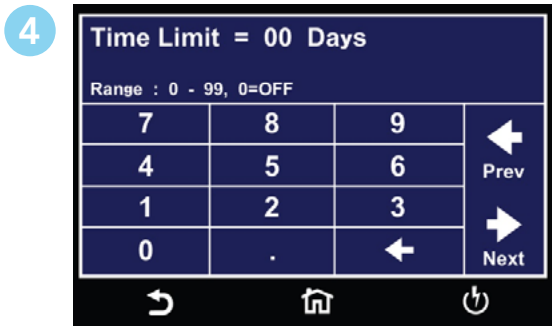 4
Time Limit = 00 Days
Range : 0 - 99, 0=OFF
7 8 9
Prev
4 5 6
1 2 3
Next
0 .